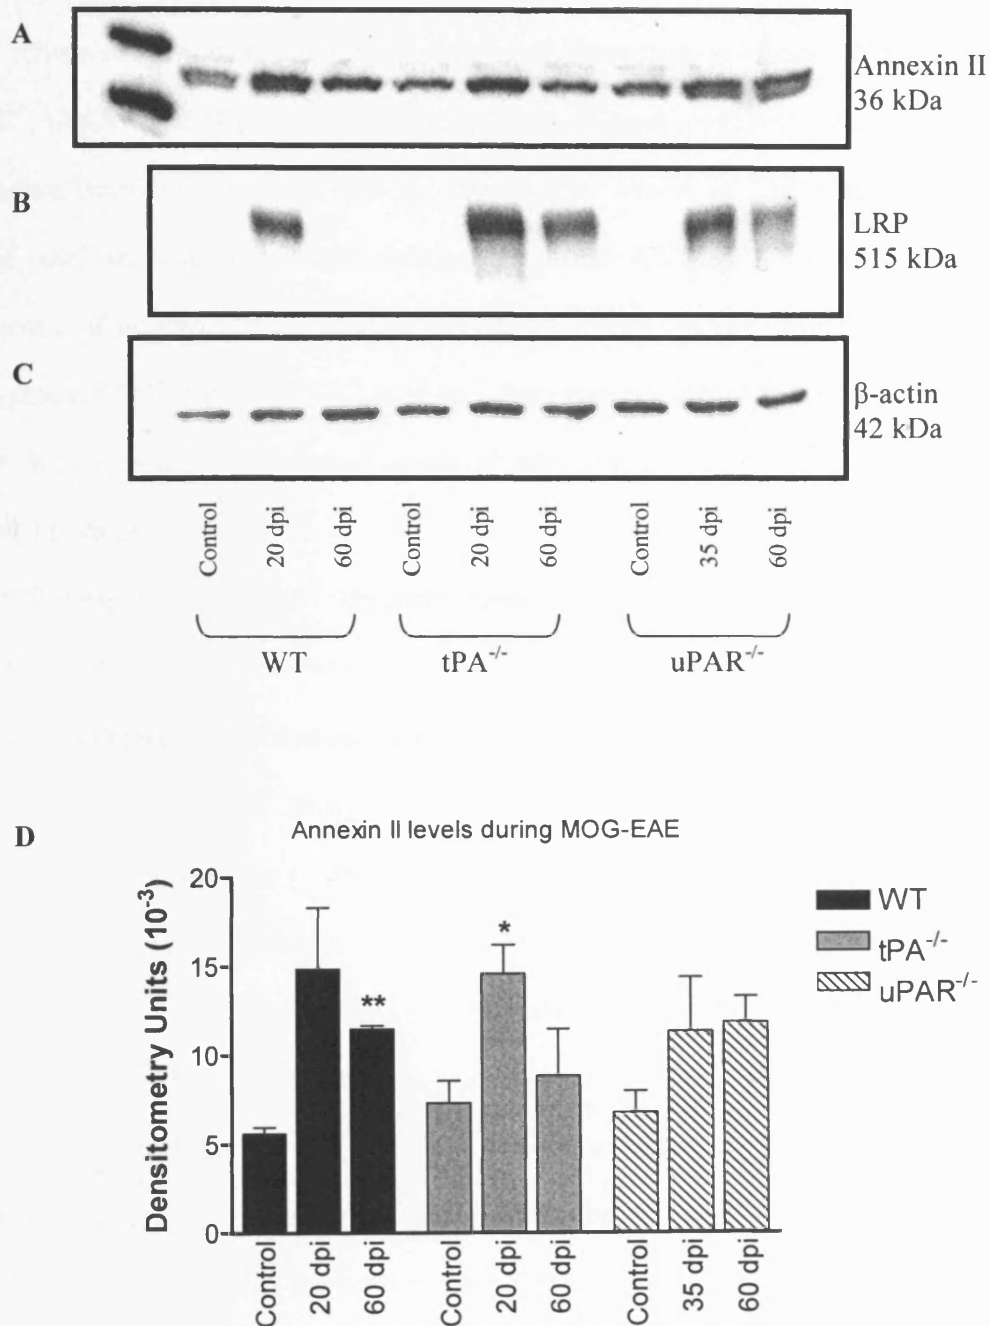 A
Annexin II
36 kDa
B
LRP
515 kDa
C
β-actin
42 kDa
Control
20 dpi
60 dpi
Control
20 dpi
60 dpi
Control
35 dpi
60 dpi
WT
tPA-/-
uPAR-/-
D
Annexin II levels during MOG-EAE
Densitometry Units (10-3)
20
15
10
5
0
**
*
WT
tPA-/-
uPAR-/-
Control
20 dpi
60 dpi
Control
20 dpi
60 dpi
Control
35 dpi
60 dpi